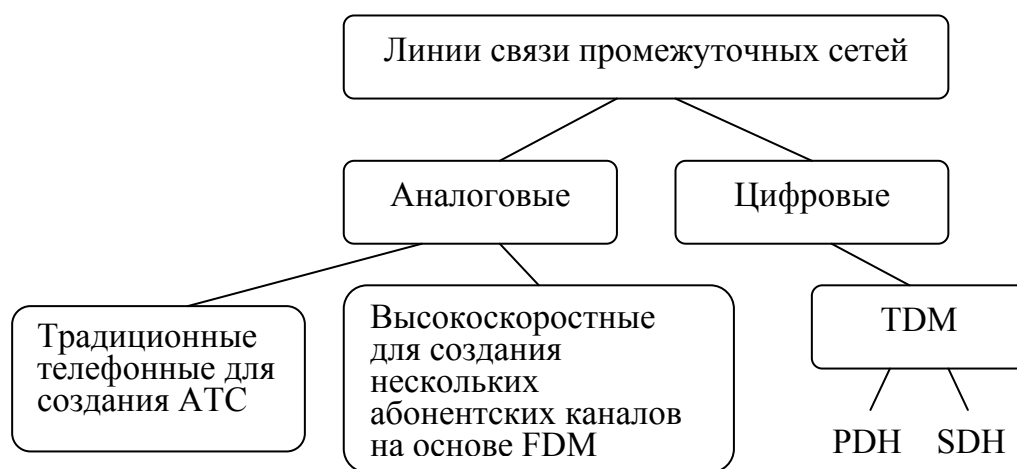 Линии связи промежуточных сетей
Аналоговые
Цифровые
Традиционные
телефонные для
создания АТС
Высокоскоростные
для создания
нескольких
абонентских каналов
на основе FDM
TDM
PDH
SDH